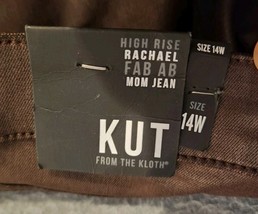 HIGH RISE
RACHAEL
FAB AB
MOM JEAN
KUT
FROM THE KLOTH®
SIZE 14W
SIZE
14W